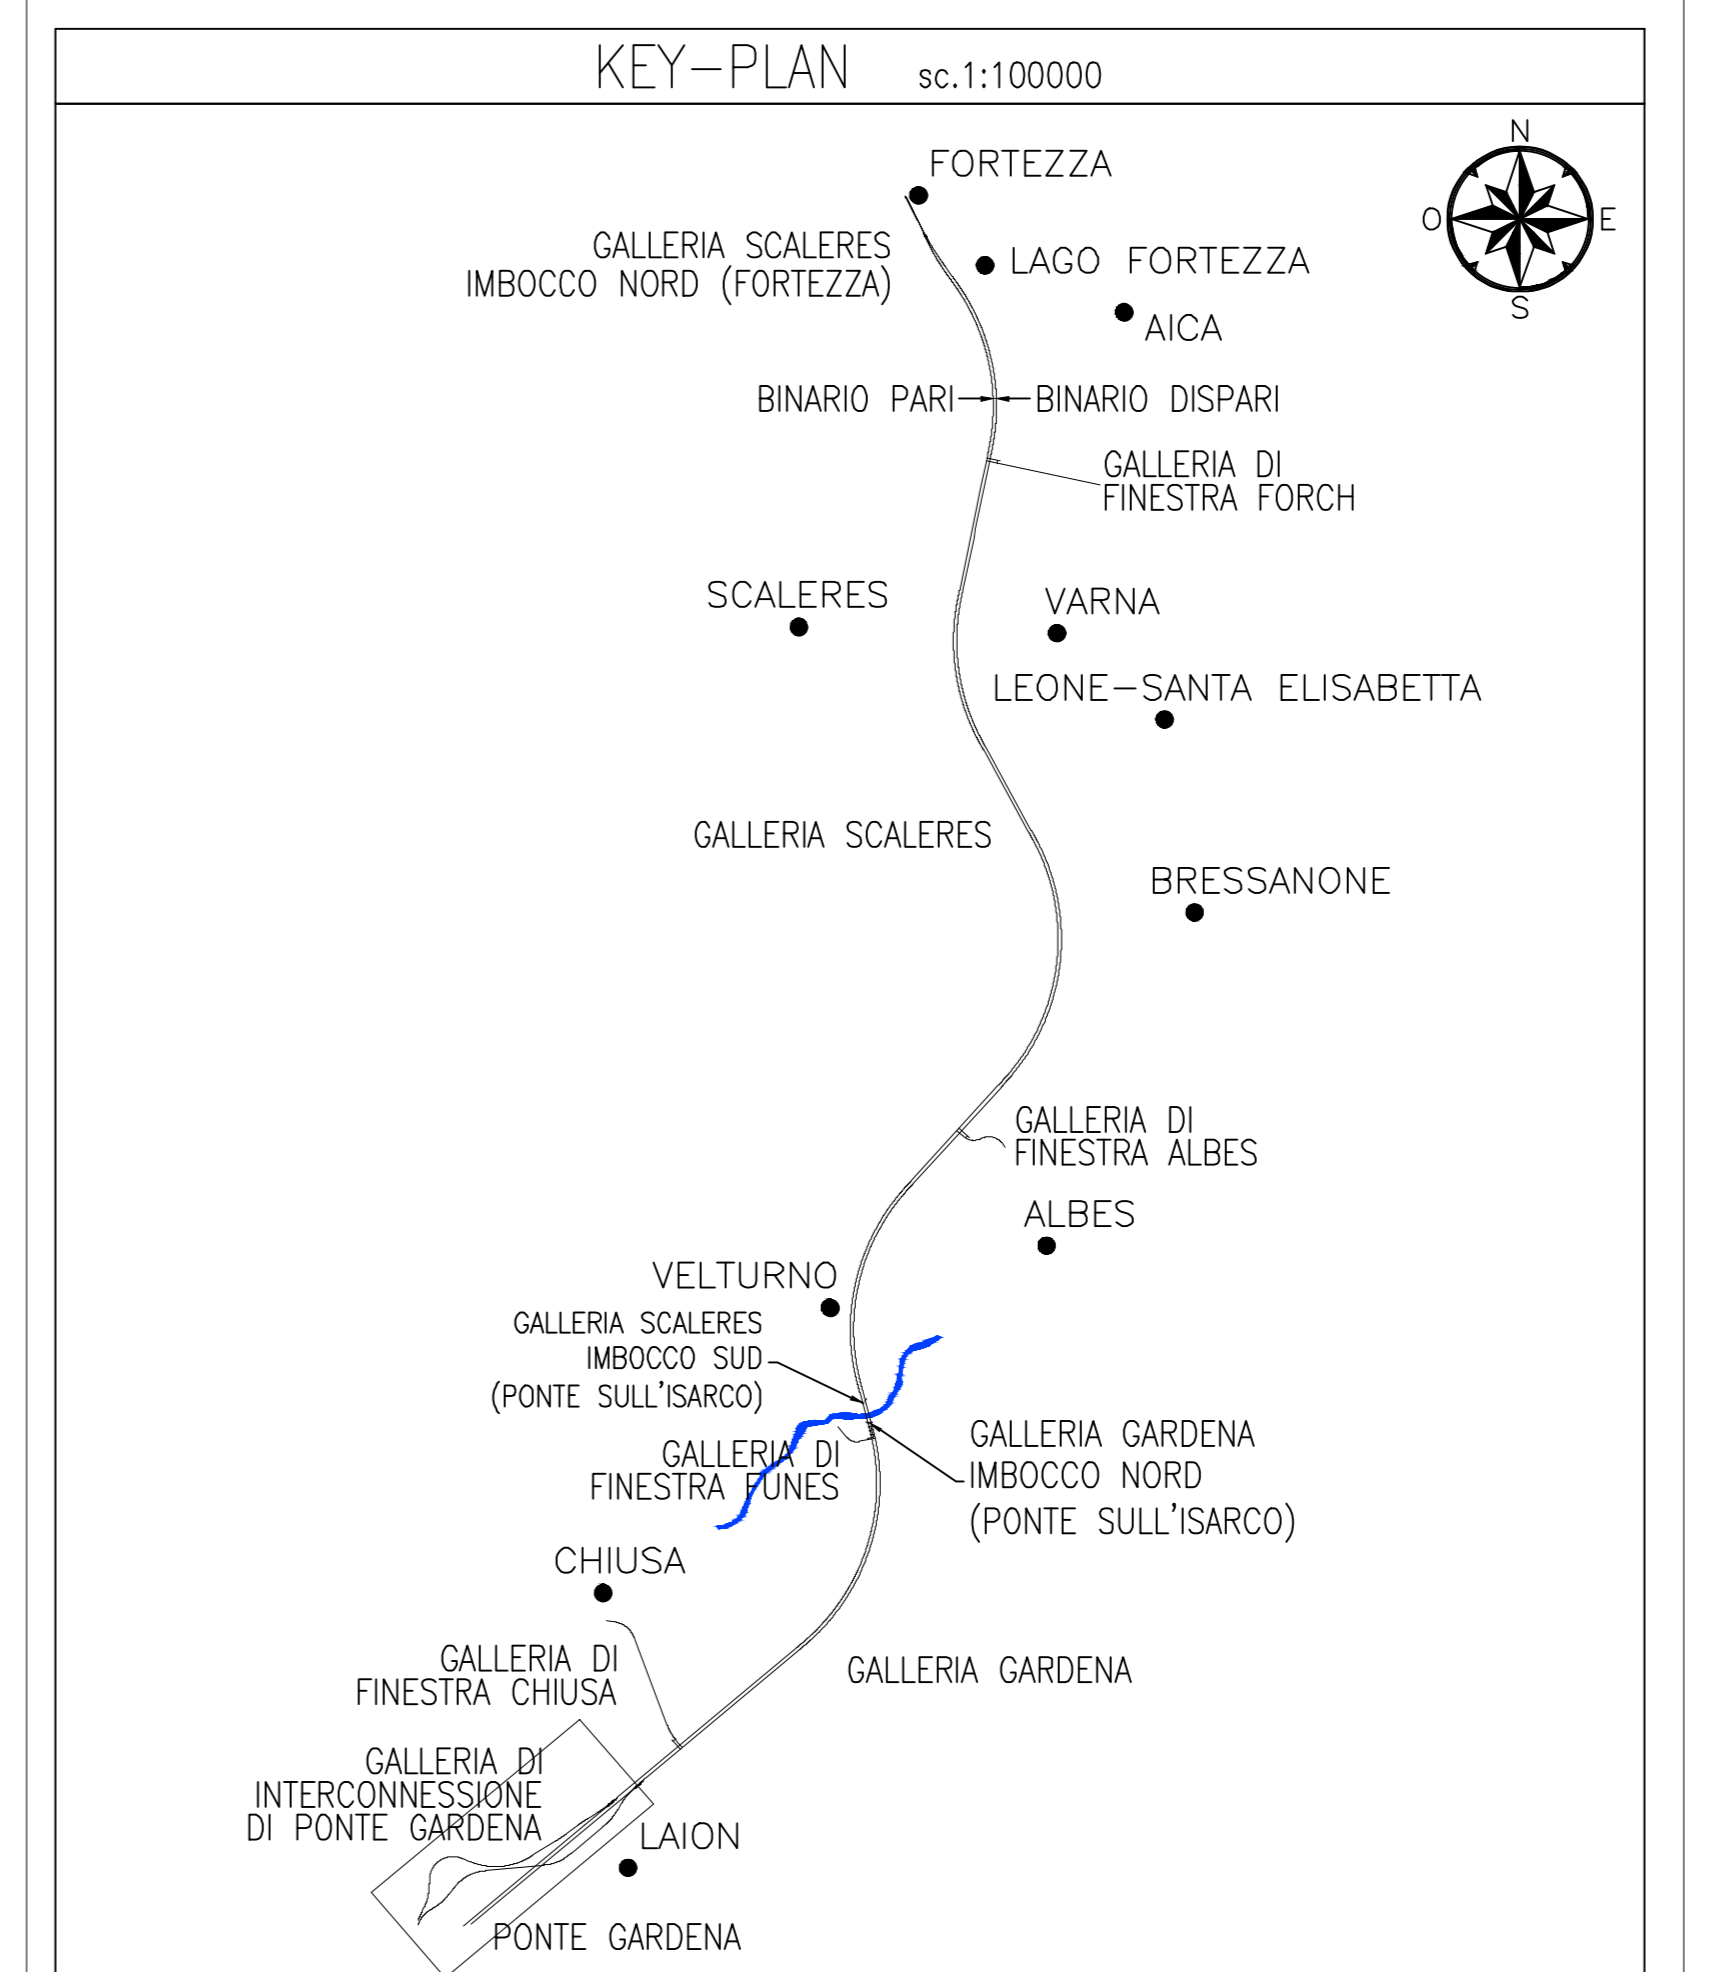 KEY-PLAN sc.1:100000
N
O
E
S
FORTEZZA
GALLERIA SCALERES
IMBOCCO NORD (FORTEZZA)
LAGO FORTEZZA
AICA
BINARIO PARI
BINARIO DISPARI
GALLERIA DI
FINESTRA FORCH
SCALERES
VARNA
LEONE-SANTA ELISABETTA
GALLERIA SCALERES
BRESSANONE
GALLERIA DI
FINESTRA ALBES
ALBES
VELTURNO
GALLERIA SCALERES
IMBOCCO SUD
(PONTE SULL'ISARCO)
GALLERIA GARDENA
IMBOCCO NORD
(PONTE SULL'ISARCO)
GALLERIA DI
FINESTRA FUNES
CHIUSA
GALLERIA DI
FINESTRA CHIUSA
GALLERIA GARDENA
GALLERIA DI
INTERCONNESSIONE
DI PONTE GARDENA
LAION
PONTE GARDENA